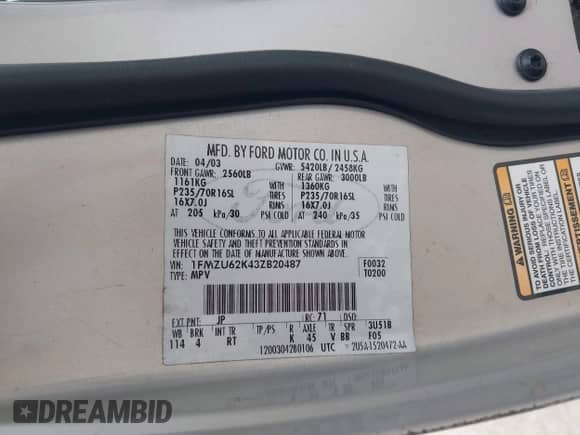 MFD. BY FORD MOTOR CO. IN U.S.A.
DATE 04/03 GVWR: 5420LB / 2458KG
FRONT GAWR: 2560LB REAR GAWR: 3000LB
1161KG WITH 1360KG WITH
P235/70R16SL TIRES P235/70R16SL TIRES
16X7.0J RIMS 16X7.0J RIMS
AT 205 kPa/30 PSI COLD AT 240 kPa/35 PSI COLD
THIS VEHICLE CONFORMS TO ALL APPLICABLE FEDERAL MOTOR
VEHICLE SAFETY AND THEFT PREVENTION STANDARDS IN
EFFECT ON THE DATE OF MANUFACTURE SHOWN ABOVE.
VIN: 1FMZU62K43ZB20487 F0032
TYPE: MPV T0200
EXT PNT: JP RC: 71 DSO:
WB BRK INT TR TP/PS R AXLE TR SPR 3U51B
114 4 RT K 45 V BB F05
12003042B0106 UTC 2U5A-1520472-AA
Ford
WARNING
DREAMBID